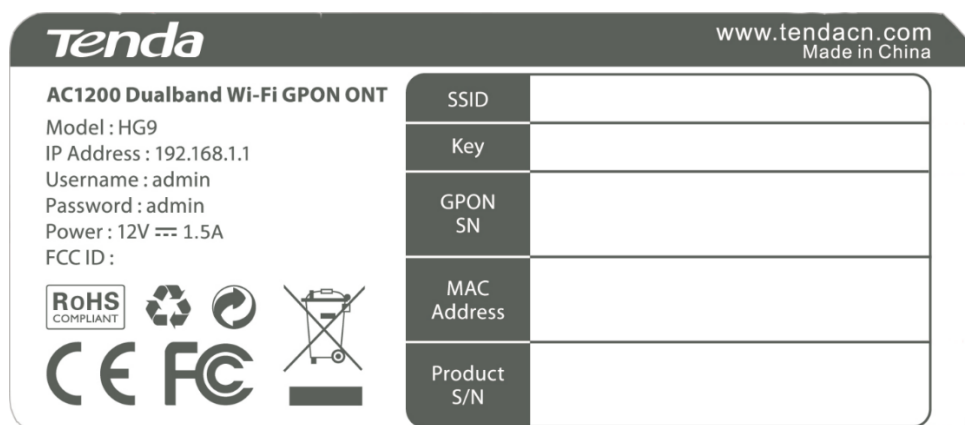 Tenda
www.tendacn.com
Made in China
AC1200 Dualband Wi-Fi GPON ONT
Model : HG9
IP Address : 192.168.1.1
Username : admin
Password : admin
Power : 12V ⎓ 1.5A
FCC ID :
RoHS
COMPLIANT
CE FC
SSID
Key
GPON
SN
MAC
Address
Product
S/N